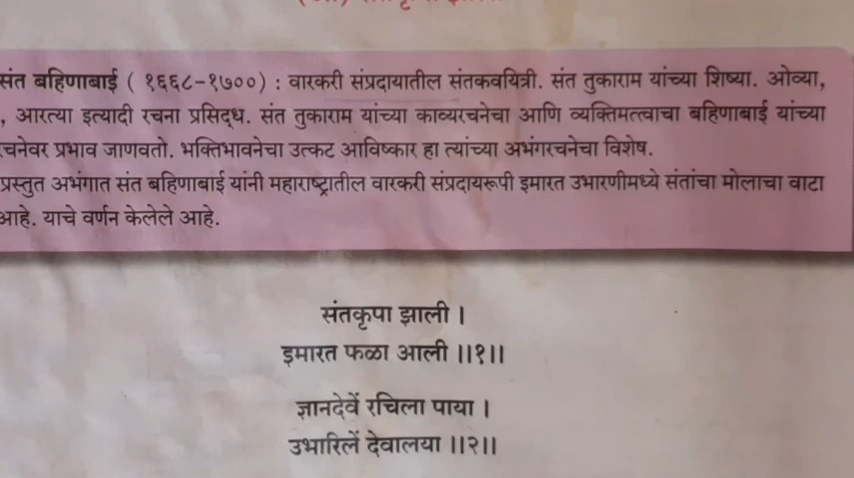 संत बहिणाबाई ( १६६८-१७००) : वारकरी संप्रदायातील संतकवयित्री. संत तुकाराम यांच्या शिष्या. ओव्या,
, आरत्या इत्यादी रचना प्रसिद्ध. संत तुकाराम यांच्या काव्यरचनेचा आणि व्यक्तिमत्त्वाचा बहिणाबाई यांच्या
चनेवर प्रभाव जाणवतो. भक्तिभावनेचा उत्कट आविष्कार हा त्यांच्या अभंगरचनेचा विशेष.
प्रस्तुत अभंगात संत बहिणाबाई यांनी महाराष्ट्रातील वारकरी संप्रदायरूपी इमारत उभारणीमध्ये संतांचा मोलाचा वाटा
आहे. याचे वर्णन केलेले आहे.
संतकृपा झाली ।
इमारत फळा आली ।।१।।
ज्ञानदेवें रचिला पाया ।
उभारिलें देवालया ।।२।।